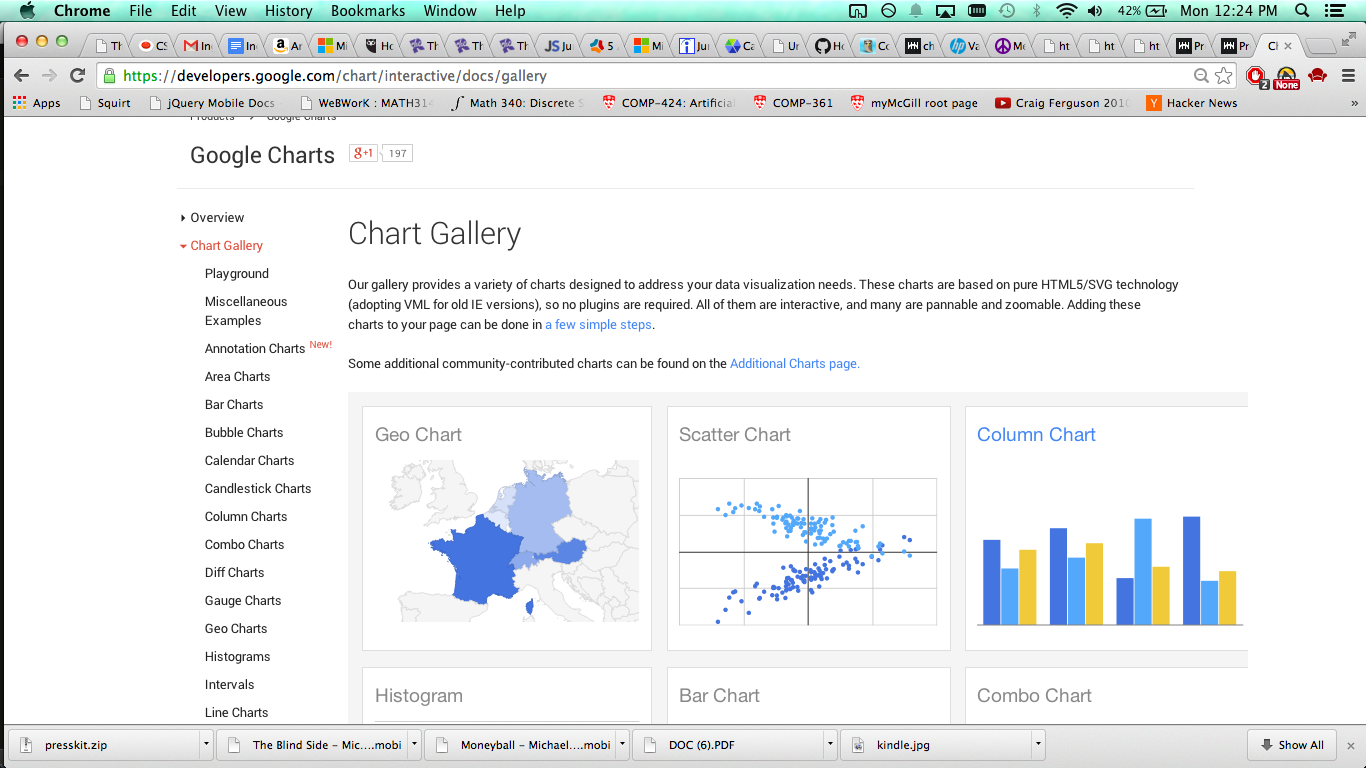 Chrome File Edit View History Bookmarks Window Help 42% Mon 12:24 PM
Th CS In In Ar Mi Ho Th Th Th JS Ju 5 Mi Ju Ca Ur Ho Co ch Va Me ht ht ht Pr Pr Ch
https://developers.google.com/chart/interactive/docs/gallery 2 None
Apps Squirt jQuery Mobile Docs WeBWorK : MATH314 Math 340: Discrete S COMP-424: Artificial COMP-361 myMcGill root page Craig Ferguson 2010 Hacker News »
Products > Google Charts
Google Charts g+1 197
Overview
Chart Gallery
Playground
Miscellaneous
Examples
Annotation Charts New!
Area Charts
Bar Charts
Bubble Charts
Calendar Charts
Candlestick Charts
Column Charts
Combo Charts
Diff Charts
Gauge Charts
Geo Charts
Histograms
Intervals
Line Charts
Chart Gallery
Our gallery provides a variety of charts designed to address your data visualization needs. These charts are based on pure HTML5/SVG technology
(adopting VML for old IE versions), so no plugins are required. All of them are interactive, and many are pannable and zoomable. Adding these
charts to your page can be done in a few simple steps.
Some additional community-contributed charts can be found on the Additional Charts page.
Geo Chart
Scatter Chart
Column Chart
Histogram
Bar Chart
Combo Chart
presskit.zip The Blind Side - Mic....mobi Moneyball - Michael....mobi DOC (6).PDF kindle.jpg Show All